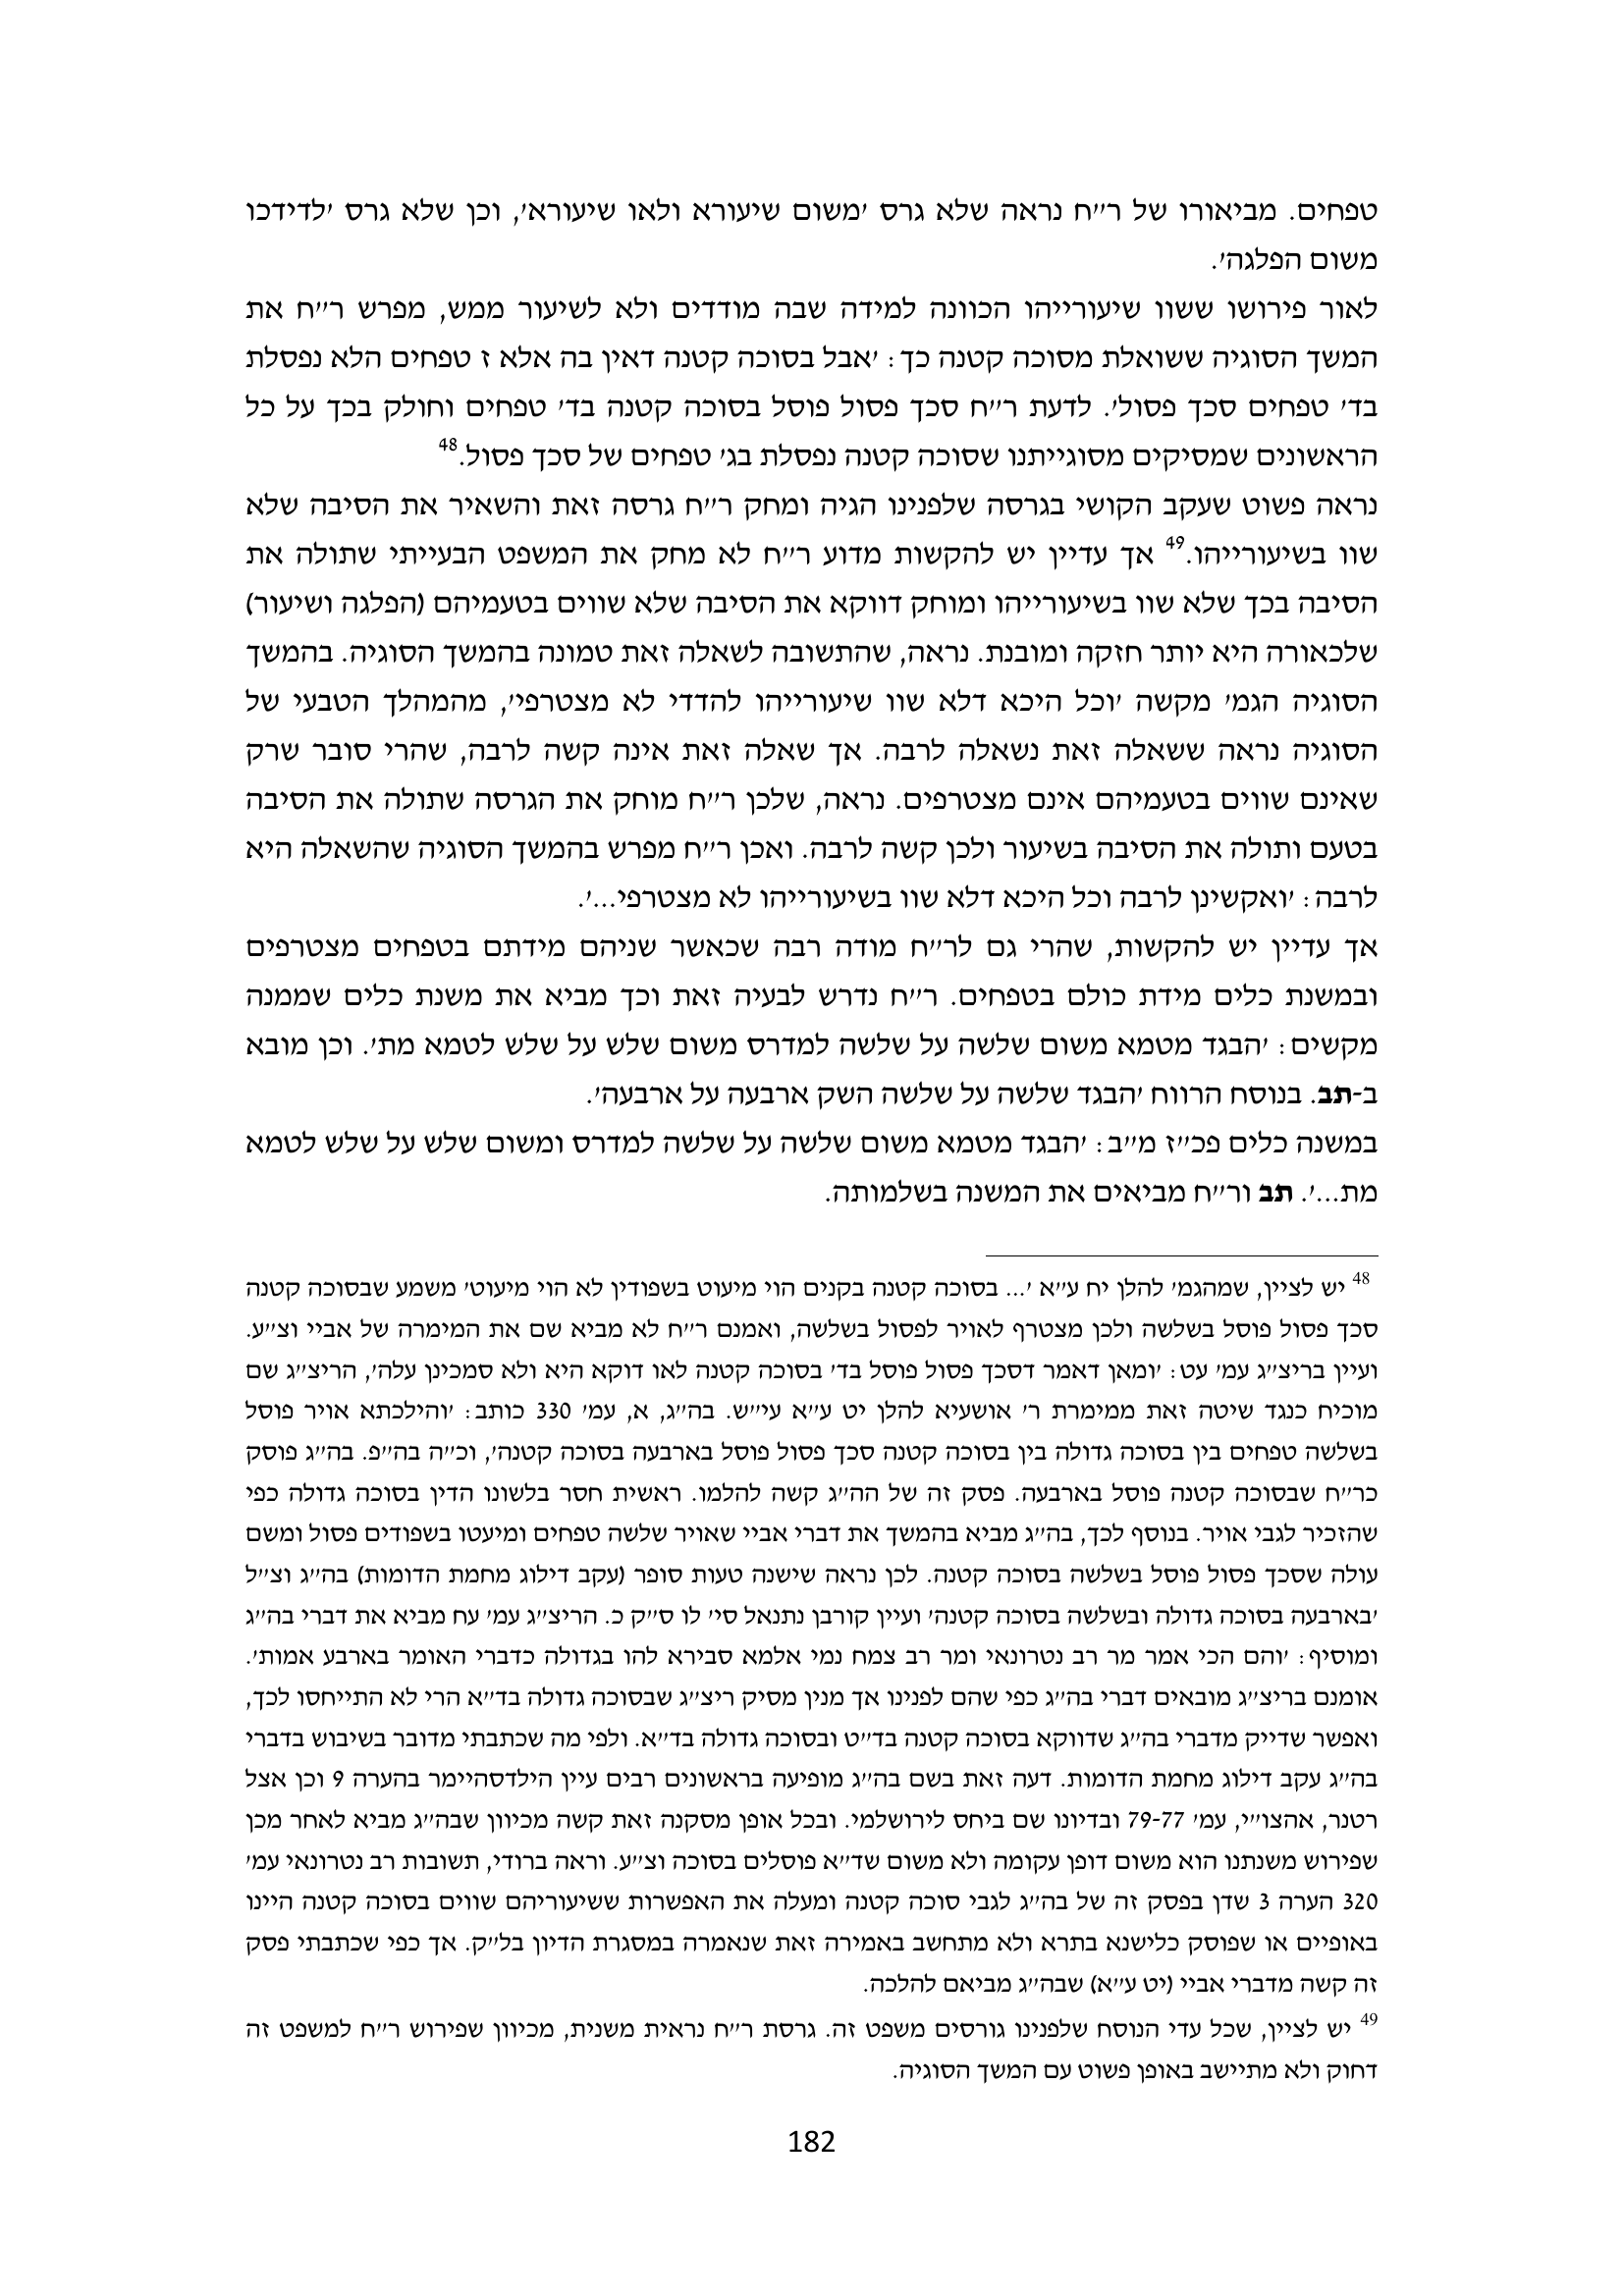 טפחים. מביאורו של ר״ח נראה שלא גרס ׳משום שיעורא ולאו שיעורא׳, וכן שלא גרס ׳לדידכו
משום הפלגה׳.
לאור פירושו ששוו שיעורייהו הכוונה למידה שבה מודדים ולא לשיעור ממש, מפרש ר״ח את
המשך הסוגיה ששואלת מסוכה קטנה כך: ׳אבל בסוכה קטנה דאין בה אלא ז טפחים הלא נפסלת
בד׳ טפחים סכך פסול׳. לדעת ר״ח סכך פסול פוסל בסוכה קטנה בד׳ טפחים וחולק בכך על כל
הראשונים שמסיקים מסוגייתנו שסוכה קטנה נפסלת בג׳ טפחים של סכך פסול.48
נראה פשוט שעקב הקושי בגרסה שלפנינו הגיה ומחק ר״ח גרסה זאת והשאיר את הסיבה שלא
שוו בשיעורייהו.49 אך עדיין יש להקשות מדוע ר״ח לא מחק את המשפט הבעייתי שתולה את
הסיבה בכך שלא שוו בשיעורייהו ומוחק דווקא את הסיבה שלא שווים בטעמיהם (הפלגה ושיעור)
שלכאורה היא יותר חזקה ומובנת. נראה, שהתשובה לשאלה זאת טמונה בהמשך הסוגיה. בהמשך
הסוגיה הגמ׳ מקשה ׳וכל היכא דלא שוו שיעורייהו להדדי לא מצטרפי׳, מהמהלך הטבעי של
הסוגיה נראה ששאלה זאת נשאלה לרבה. אך שאלה זאת אינה קשה לרבה, שהרי סובר שרק
שאינם שווים בטעמיהם אינם מצטרפים. נראה, שלכן ר״ח מוחק את הגרסה שתולה את הסיבה
בטעם ותולה את הסיבה בשיעור ולכן קשה לרבה. ואכן ר״ח מפרש בהמשך הסוגיה שהשאלה היא
לרבה: ׳ואקשינן לרבה וכל היכא דלא שוו בשיעורייהו לא מצטרפי...׳.
אך עדיין יש להקשות, שהרי גם לר״ח מודה רבה שכאשר שניהם מידתם בטפחים מצטרפים
ובמשנת כלים מידת כולם בטפחים. ר״ח נדרש לבעיה זאת וכך מביא את משנת כלים שממנה
מקשים: ׳הבגד מטמא משום שלשה על שלשה למדרס משום שלש על שלש לטמא מת׳. וכן מובא
ב-תב. בנוסח הרווח ׳הבגד שלשה על שלשה השק ארבעה על ארבעה׳.
במשנה כלים פכ״ז מ״ב: ׳הבגד מטמא משום שלשה על שלשה למדרס ומשום שלש על שלש לטמא
מת...׳. תב ור״ח מביאים את המשנה בשלמותה.
48 יש לציין, שמהגמ׳ להלן יח ע״א ׳... בסוכה קטנה בקנים הוי מיעוט בשפודין לא הוי מיעוט׳ משמע שבסוכה קטנה
סכך פסול פוסל בשלשה ולכן מצטרף לאויר לפסול בשלשה, ואמנם ר״ח לא מביא שם את המימרה של אביי וצ״ע.
ועיין בריצ״ג עמ׳ עט: ׳ומאן דאמר דסכך פסול פוסל בד׳ בסוכה קטנה לאו דוקא היא ולא סמכינן עלה׳, הריצ״ג שם
מוכיח כנגד שיטה זאת ממימרת ר׳ אושעיא להלן יט ע״א עי״ש. בה״ג, א, עמ׳ 330 כותב: ׳והילכתא אויר פוסל
בשלשה טפחים בין בסוכה גדולה בין בסוכה קטנה סכך פסול פוסל בארבעה בסוכה קטנה׳, וכ״ה בה״פ. בה״ג פוסק
כר״ח שבסוכה קטנה פוסל בארבעה. פסק זה של הה״ג קשה להלמו. ראשית חסר בלשונו הדין בסוכה גדולה כפי
שהזכיר לגבי אויר. בנוסף לכך, בה״ג מביא בהמשך את דברי אביי שאויר שלשה טפחים ומיעטו בשפודים פסול ומשם
עולה שסכך פסול פוסל בשלשה בסוכה קטנה. לכן נראה שישנה טעות סופר (עקב דילוג מחמת הדומות) בה״ג וצ״ל
׳בארבעה בסוכה גדולה ובשלשה בסוכה קטנה׳ ועיין קורבן נתנאל סי׳ לו ס״ק כ. הריצ״ג עמ׳ עח מביא את דברי בה״ג
ומוסיף: ׳והם הכי אמר מר רב נטרונאי ומר רב צמח נמי אלמא סבירא להו בגדולה כדברי האומר בארבע אמות׳.
אומנם בריצ״ג מובאים דברי בה״ג כפי שהם לפנינו אך מנין מסיק ריצ״ג שבסוכה גדולה בד״א הרי לא התייחסו לכך,
ואפשר שדייק מדברי בה״ג שדווקא בסוכה קטנה בד״ט ובסוכה גדולה בד״א. ולפי מה שכתבתי מדובר בשיבוש בדברי
בה״ג עקב דילוג מחמת הדומות. דעה זאת בשם בה״ג מופיעה בראשונים רבים עיין הילדסהיימר בהערה 9 וכן אצל
רטנר, אהצו״י, עמ׳ 79-77 ובדיונו שם ביחס לירושלמי. ובכל אופן מסקנה זאת קשה מכיוון שבה״ג מביא לאחר מכן
שפירוש משנתנו הוא משום דופן עקומה ולא משום שד״א פוסלים בסוכה וצ״ע. וראה ברודי, תשובות רב נטרונאי עמ׳
320 הערה 3 שדן בפסק זה של בה״ג לגבי סוכה קטנה ומעלה את האפשרות ששיעוריהם שווים בסוכה קטנה היינו
באופיים או שפוסק כלישנא בתרא ולא מתחשב באמירה זאת שנאמרה במסגרת הדיון בל״ק. אך כפי שכתבתי פסק
זה קשה מדברי אביי (יט ע״א) שבה״ג מביאם להלכה.
49 יש לציין, שכל עדי הנוסח שלפנינו גורסים משפט זה. גרסת ר״ח נראית משנית, מכיוון שפירוש ר״ח למשפט זה
דחוק ולא מתיישב באופן פשוט עם המשך הסוגיה.
182